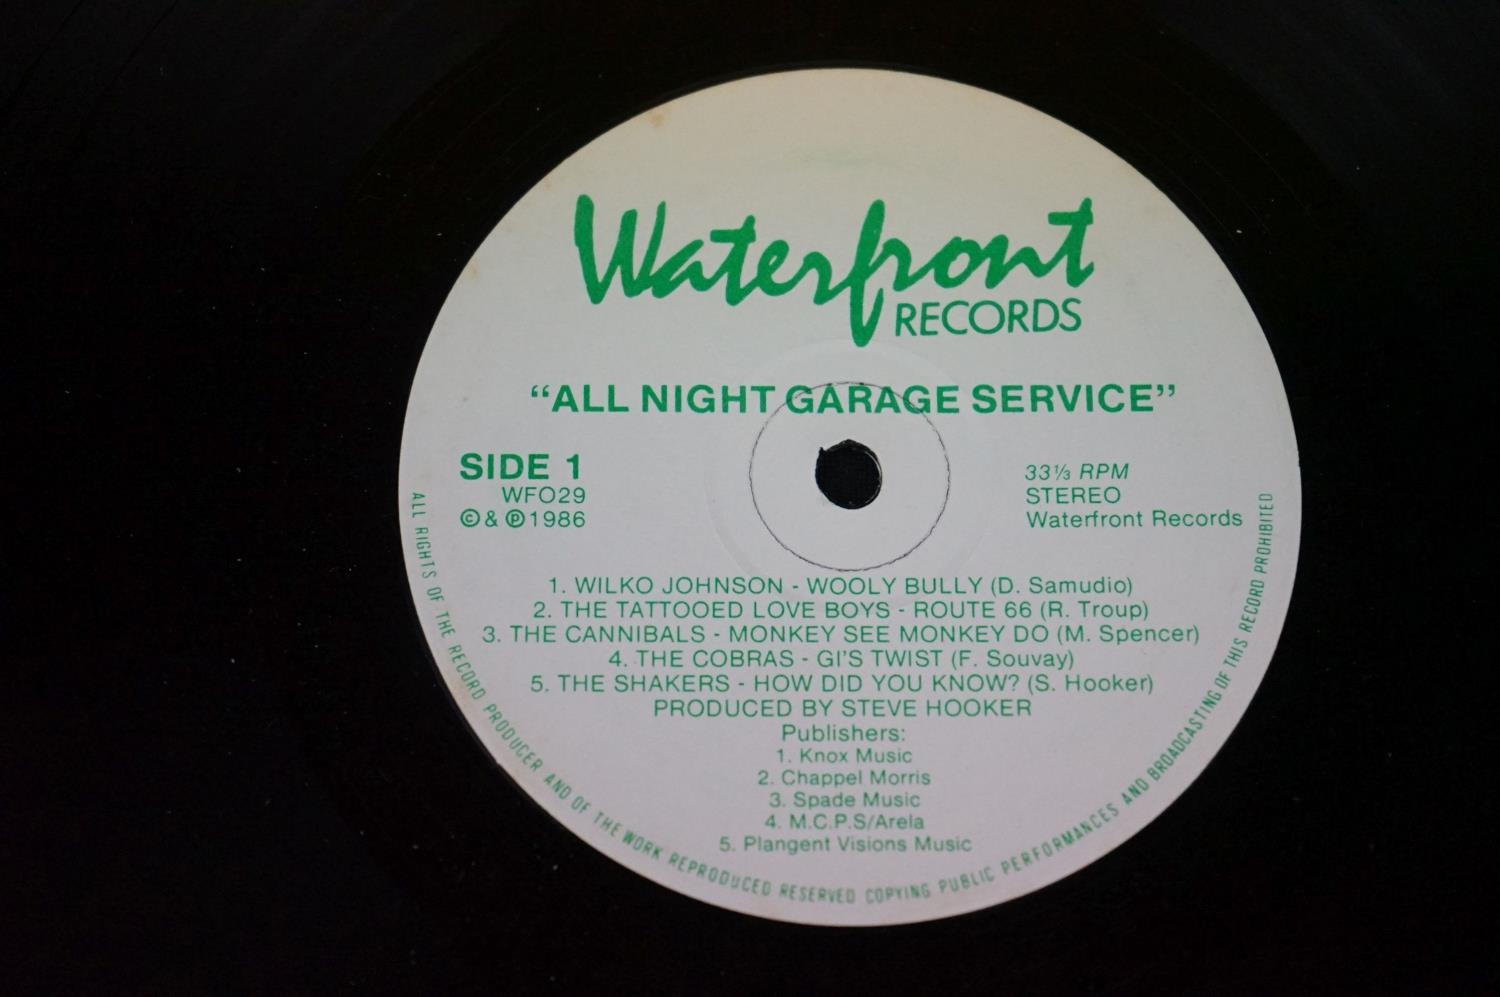 Waterfront
RECORDS
“ALL NIGHT GARAGE SERVICE”
SIDE 1
WFO29
©&℗1986
33⅓ RPM
STEREO
Waterfront Records
1. WILKO JOHNSON - WOOLY BULLY (D. Samudio)
2. THE TATTOOED LOVE BOYS - ROUTE 66 (R. Troup)
3. THE CANNIBALS - MONKEY SEE MONKEY DO (M. Spencer)
4. THE COBRAS - GI'S TWIST (F. Souvay)
5. THE SHAKERS - HOW DID YOU KNOW? (S. Hooker)
PRODUCED BY STEVE HOOKER
Publishers:
1. Knox Music
2. Chappel Morris
3. Spade Music
4. M.C.P.S/Arela
5. Plangent Visions Music
ALL RIGHTS OF THE RECORD PRODUCER AND OF THE WORK REPRODUCED RESERVED COPYING PUBLIC PERFORMANCES AND BROADCASTING OF THIS RECORD PROHIBITED